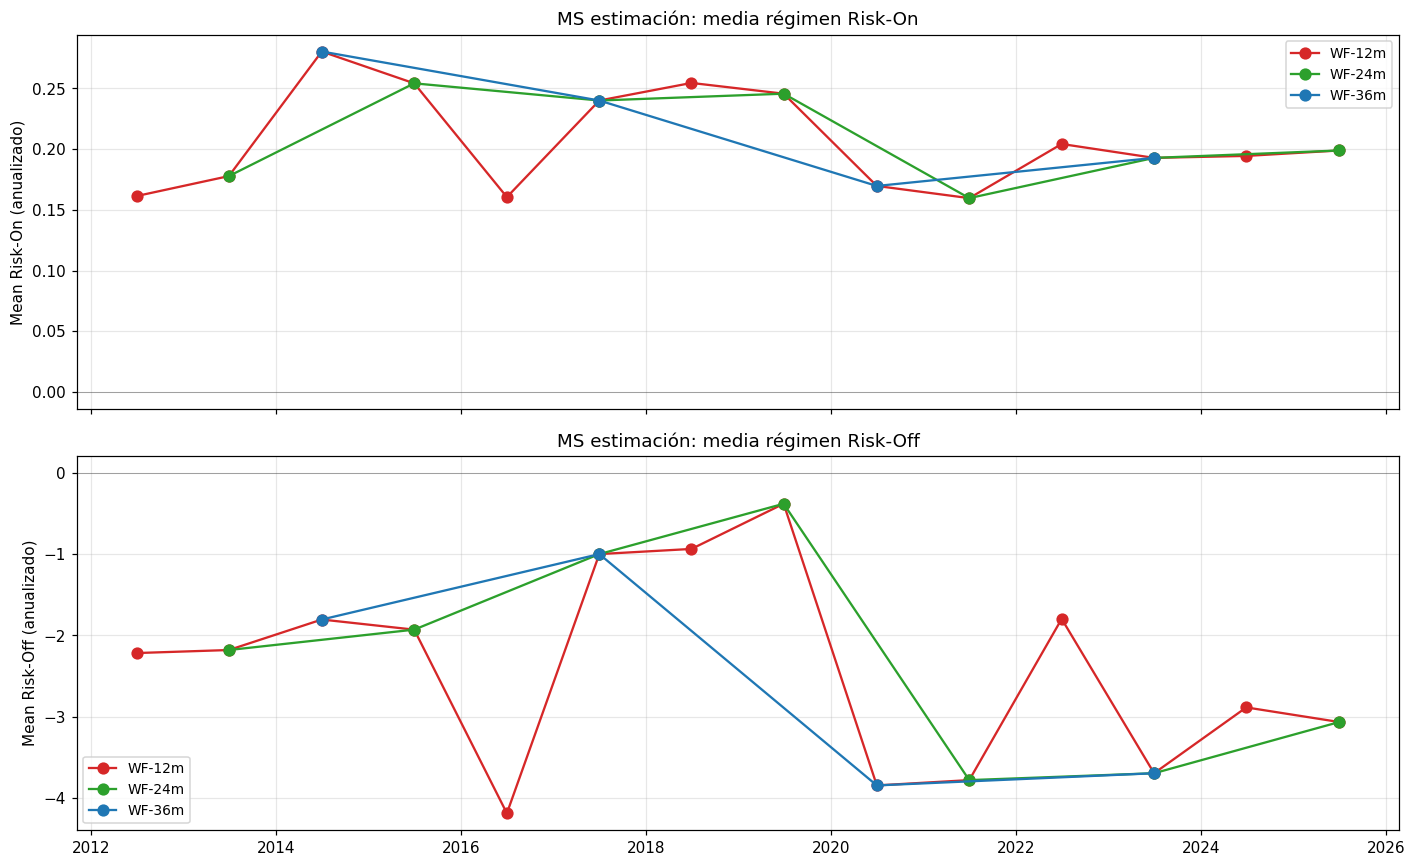 MS estimación: media régimen Risk-On
Mean Risk-On (anualizado)
0.25
0.20
0.15
0.10
0.05
0.00
WF-12m
WF-24m
WF-36m
MS estimación: media régimen Risk-Off
Mean Risk-Off (anualizado)
0
−1
−2
−3
−4
WF-12m
WF-24m
WF-36m
2012 2014 2016 2018 2020 2022 2024 2026